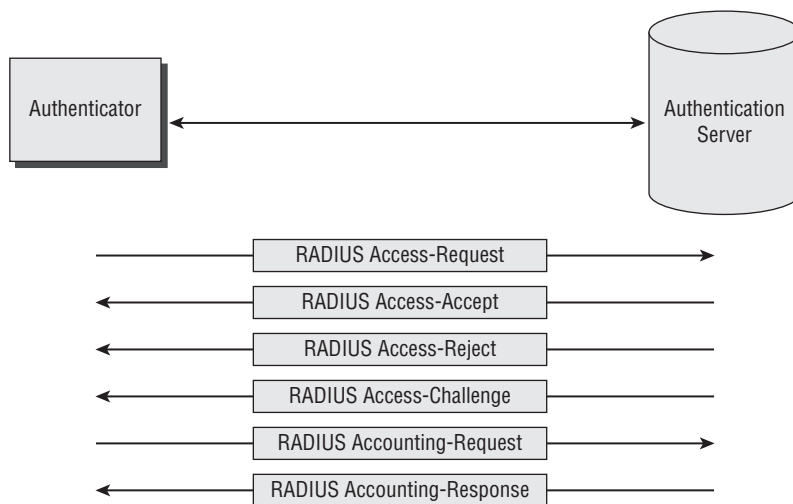 Authenticator
Authentication
Server
RADIUS Access-Request
RADIUS Access-Accept
RADIUS Access-Reject
RADIUS Access-Challenge
RADIUS Accounting-Request
RADIUS Accounting-Response